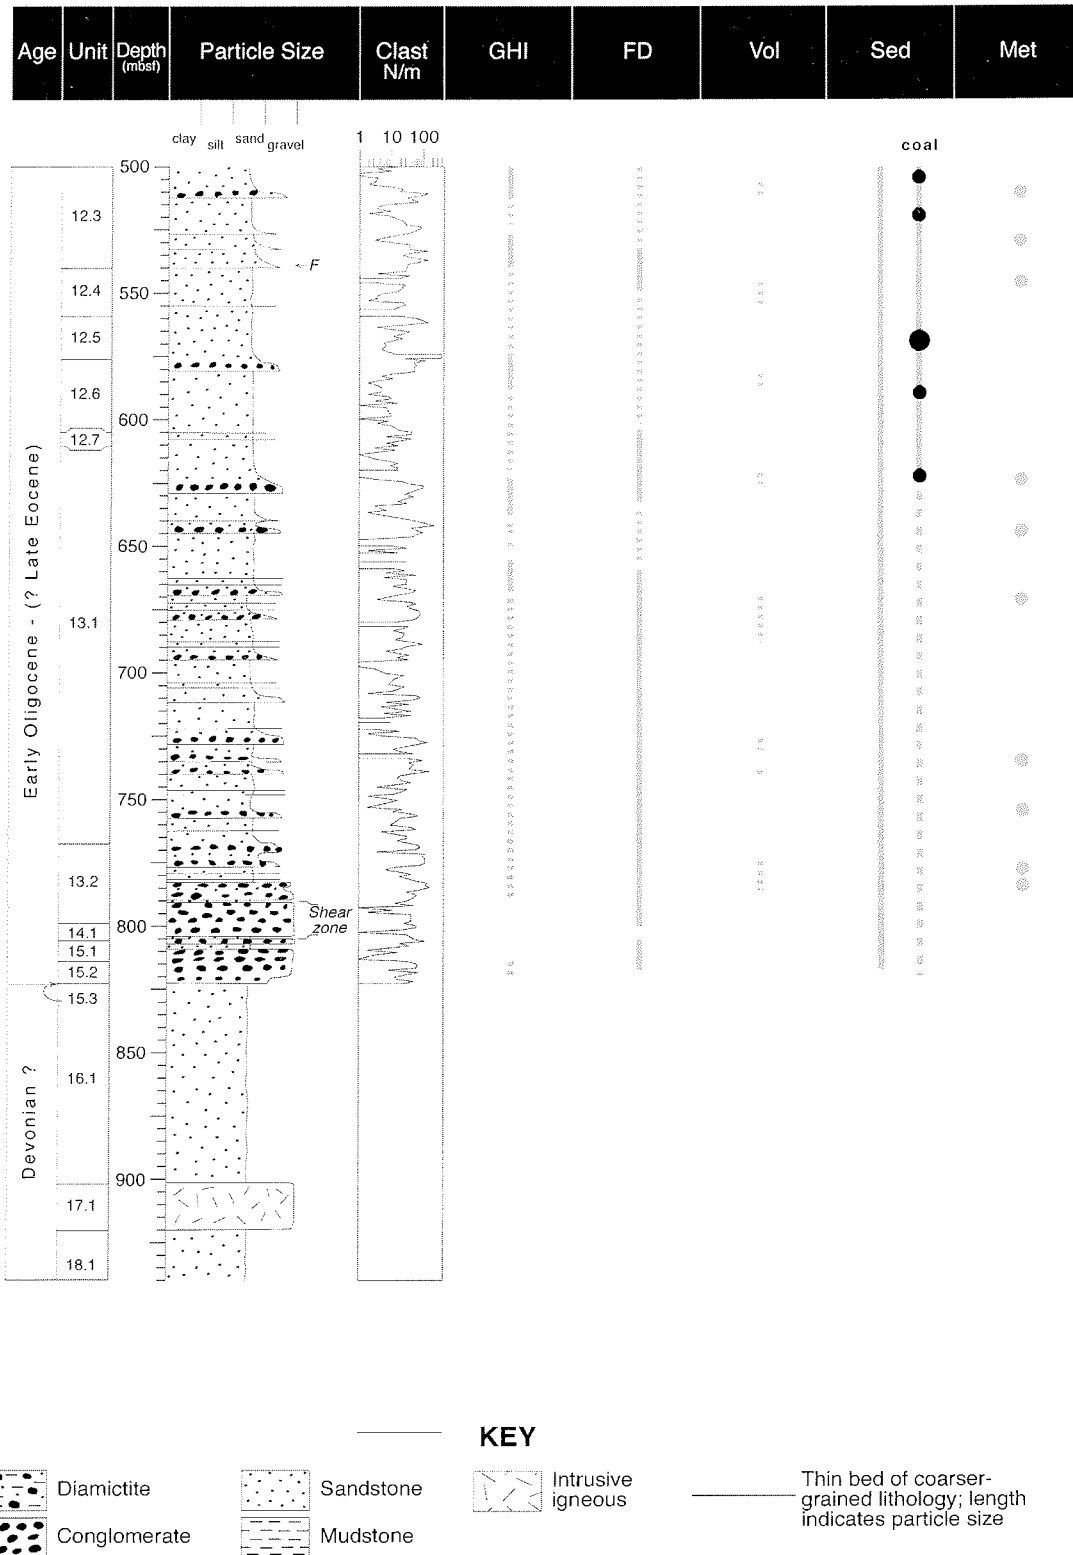 Age Unit Depth (mbsf) Particle Size Clast N/m GHI FD Vol Sed Met
clay silt sand gravel
1 10 100
coal
500
12.3
F
12.4
550
12.5
12.6
600
12.7
Early Oligocene - (? Late Eocene)
650
13.1
700
750
13.2
Shear
zone
800
14.1
15.1
15.2
15.3
850
Devonian ?
16.1
900
17.1
18.1
KEY
Diamictite
Sandstone
Intrusive
igneous
Thin bed of coarser-
grained lithology; length
indicates particle size
Conglomerate
Mudstone